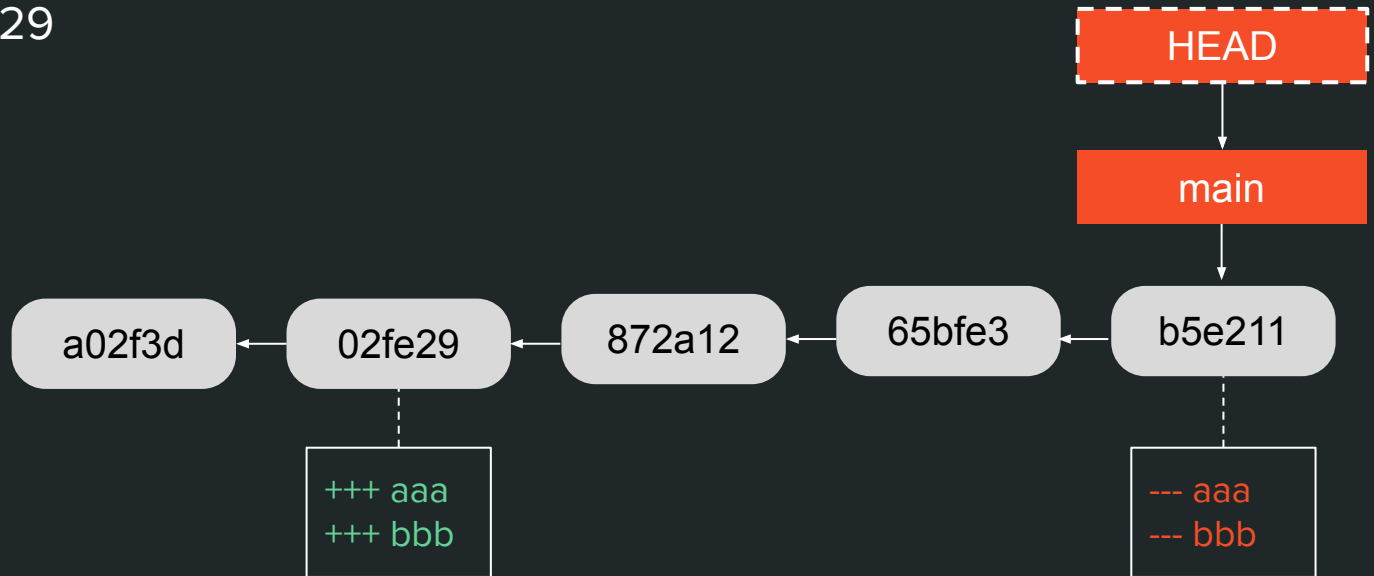 29
HEAD
main
a02f3d
02fe29
872a12
65bfe3
b5e211
+++ aaa
+++ bbb
--- aaa
--- bbb